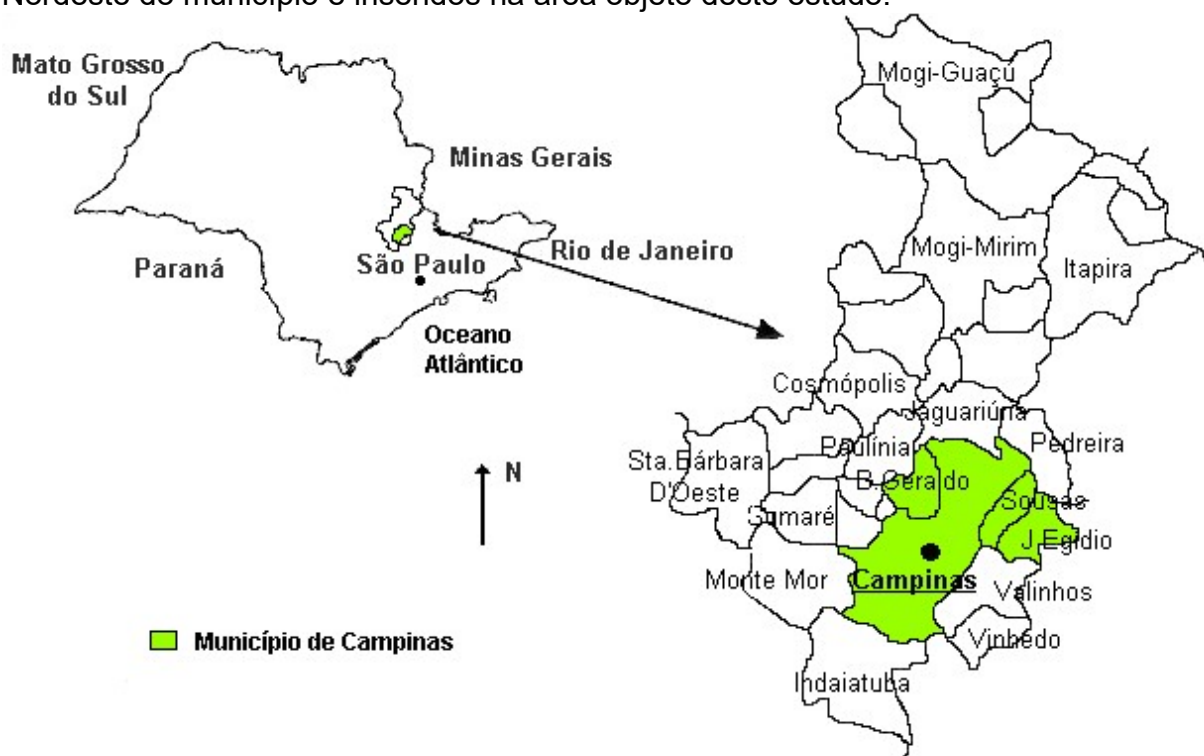 Nordeste do município e inseridos na área objeto deste estudo.
Mato Grosso
do Sul
Minas Gerais
Paraná
São Paulo
Rio de Janeiro
Oceano
Atlântico
N
Município de Campinas
Mogi-Guaçú
Mogi-Mirim
Itapira
Cosmópolis
Jaguariúna
Paulínia
Pedreira
Sta.Bárbara
D'Oeste
B.Geraldo
Sumaré
Sousas
J.Egídio
Monte Mor
Campinas
Valinhos
Vinhedo
Indaiatuba